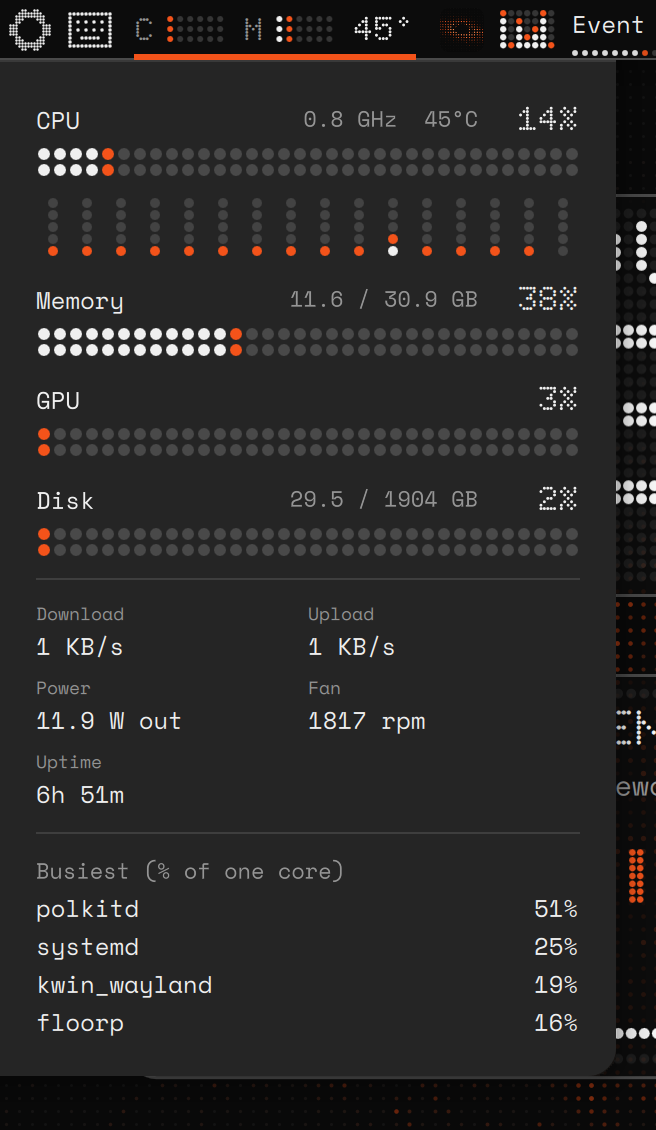 C M 45° Event
CPU 0.8 GHz 45°C 14%
Memory 11.6 / 30.9 GB 38%
GPU 3%
Disk 29.5 / 1904 GB 2%
Download Upload
1 KB/s 1 KB/s
Power Fan
11.9 W out 1817 rpm
Uptime
6h 51m
Busiest (% of one core)
polkitd 51%
systemd 25%
kwin_wayland 19%
floorp 16%